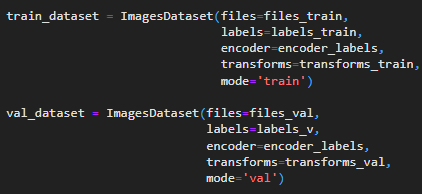 train_dataset = ImagesDataset(files=files_train,
labels=labels_train,
encoder=encoder_labels,
transforms=transforms_train,
mode='train')
val_dataset = ImagesDataset(files=files_val,
labels=labels_v,
encoder=encoder_labels,
transforms=transforms_val,
mode='val')